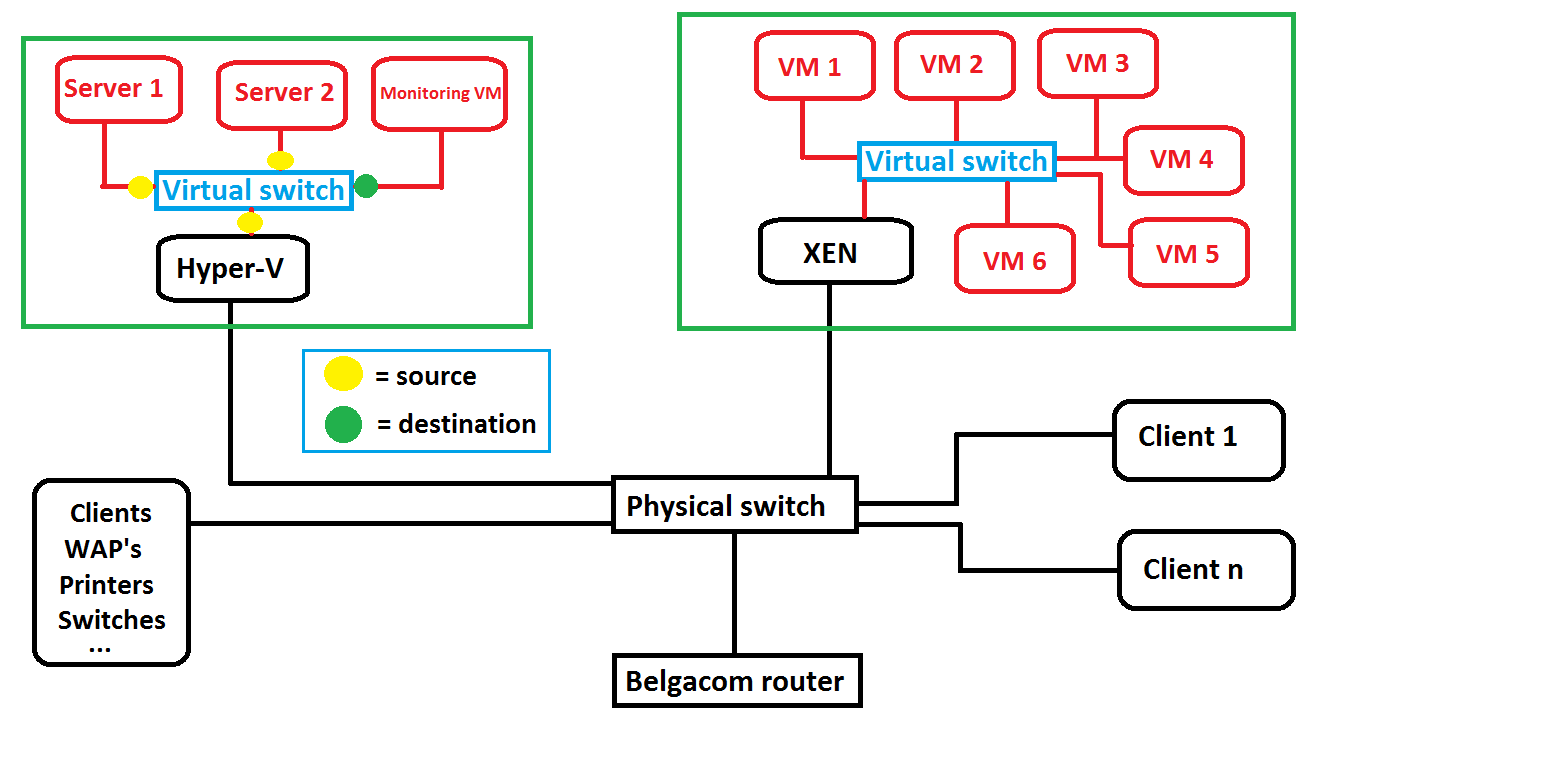 Server 1
Server 2
Monitoring VM
Virtual switch
Hyper-V
VM 1
VM 2
VM 3
VM 4
Virtual switch
XEN
VM 6
VM 5
= source
= destination
Clients
WAP's
Printers
Switches
...
Physical switch
Client 1
Client n
Belgacom router